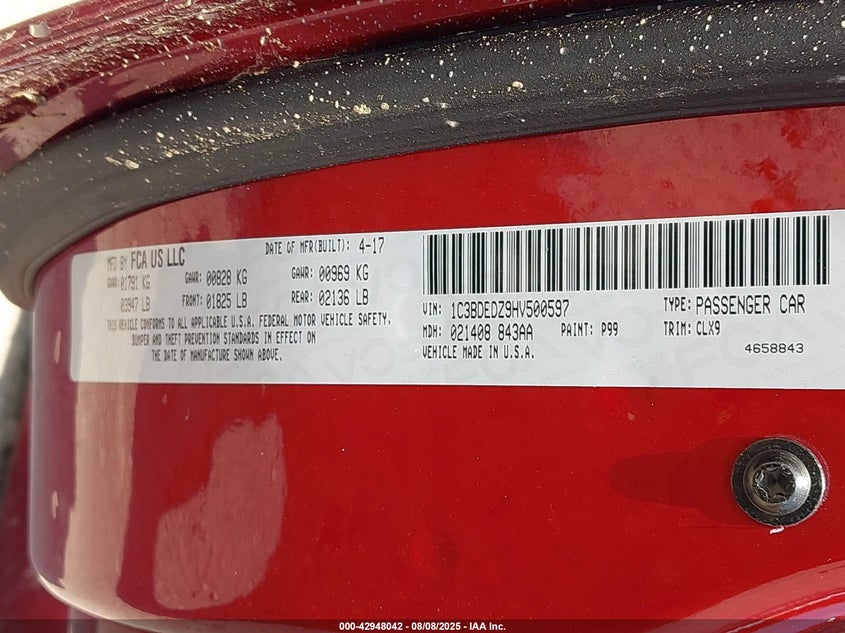 MFD BY FCA US LLC DATE OF MFR(BUILT): 4-17
GVWR: 01791 KG GAWR: 00828 KG GAWR: 00969 KG
03947 LB FRONT: 01825 LB REAR: 02136 LB
THIS VEHICLE CONFORMS TO ALL APPLICABLE U.S.A. FEDERAL MOTOR VEHICLE SAFETY,
BUMPER AND THEFT PREVENTION STANDARDS IN EFFECT ON
THE DATE OF MANUFACTURE SHOWN ABOVE.
VIN: 1C3BDEDZ9HV500597 TYPE: PASSENGER CAR
MDH: 021408 843AA PAINT: P99 TRIM: CLX9
VEHICLE MADE IN U.S.A. 4658843
000-42948042 - 08/08/2025 - IAA Inc.